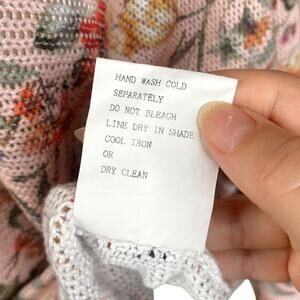 HAND WASH COLD
SEPARATELY
DO NOT BLEACH
LINE DRY IN SHADE
COOL IRON
OR
DRY CLEAN